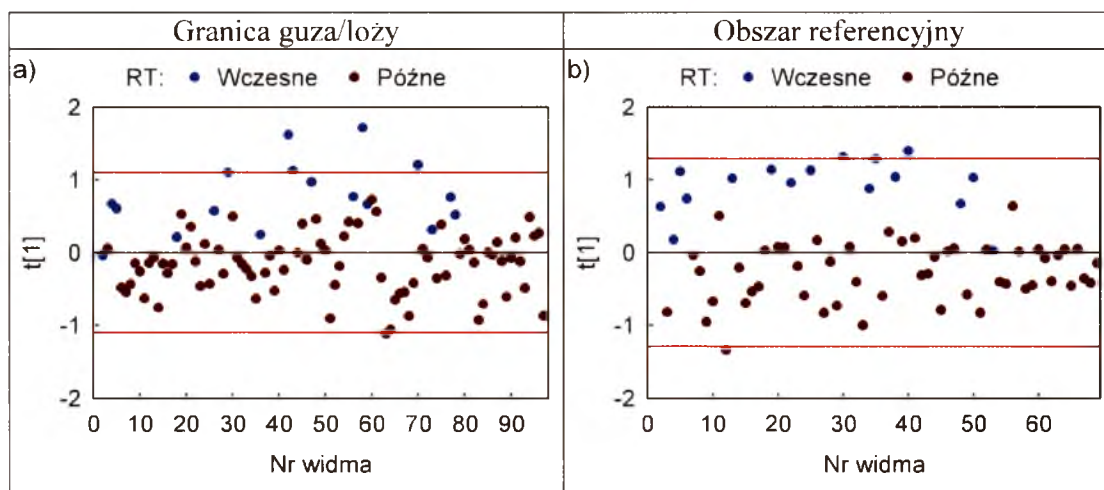 Granica guza/loży
Obszar referencyjny
a)
RT: Wczesne Późne
2
1
0
-1
-2
t[1]
0 10 20 30 40 50 60 70 80 90
Nr widma
b)
RT: Wczesne Późne
2
1
0
-1
-2
t[1]
0 10 20 30 40 50 60
Nr widma